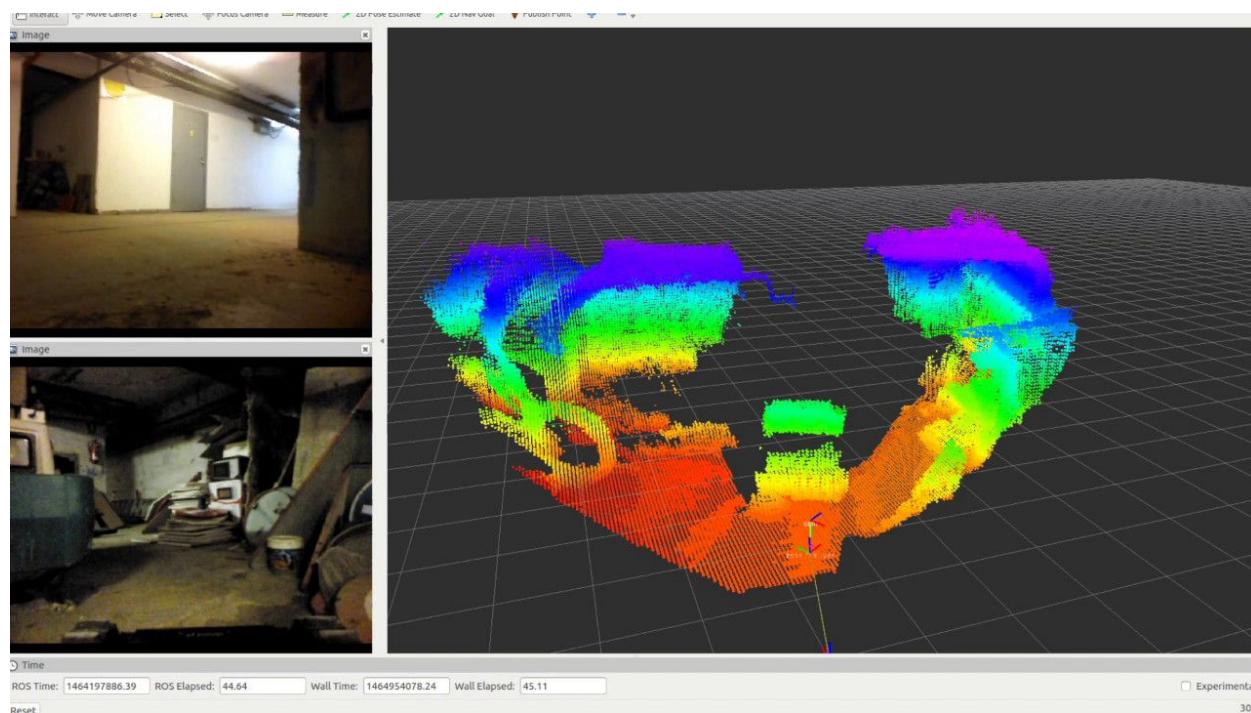 Interact Move Camera Select Focus Camera Measure 2D Pose Estimate 2D Nav Goal Publish Point
Image
Image
Time
ROS Time: 1464197886.39 ROS Elapsed: 44.64 Wall Time: 1464954078.24 Wall Elapsed: 45.11 Experimenta
Reset 30